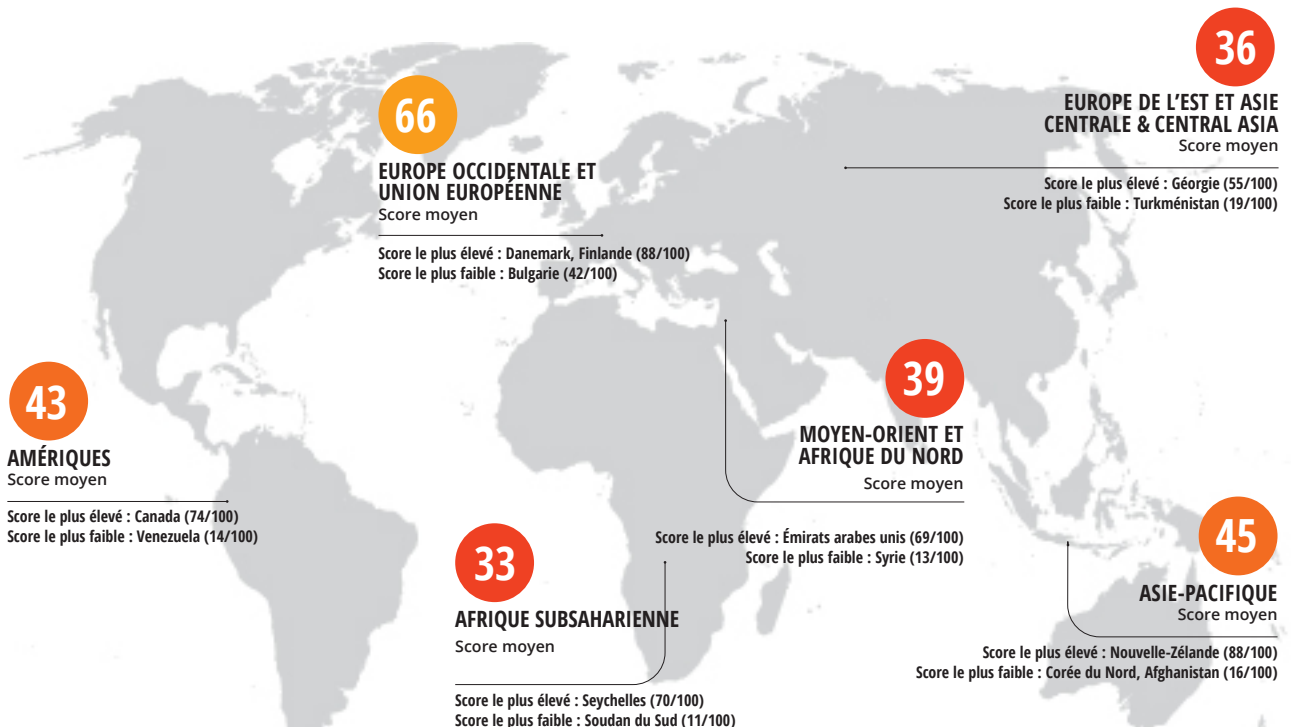 36
EUROPE DE L'EST ET ASIE
CENTRALE & CENTRAL ASIA
Score moyen
Score le plus élevé : Géorgie (55/100)
Score le plus faible : Turkménistan (19/100)
66
EUROPE OCCIDENTALE ET
UNION EUROPÉENNE
Score moyen
Score le plus élevé : Danemark, Finlande (88/100)
Score le plus faible : Bulgarie (42/100)
43
AMÉRIQUES
Score moyen
Score le plus élevé : Canada (74/100)
Score le plus faible : Venezuela (14/100)
39
MOYEN-ORIENT ET
AFRIQUE DU NORD
Score moyen
Score le plus élevé : Émirats arabes unis (69/100)
Score le plus faible : Syrie (13/100)
33
AFRIQUE SUBSAHARIENNE
Score moyen
Score le plus élevé : Seychelles (70/100)
Score le plus faible : Soudan du Sud (11/100)
45
ASIE-PACIFIQUE
Score moyen
Score le plus élevé : Nouvelle-Zélande (88/100)
Score le plus faible : Corée du Nord, Afghanistan (16/100)